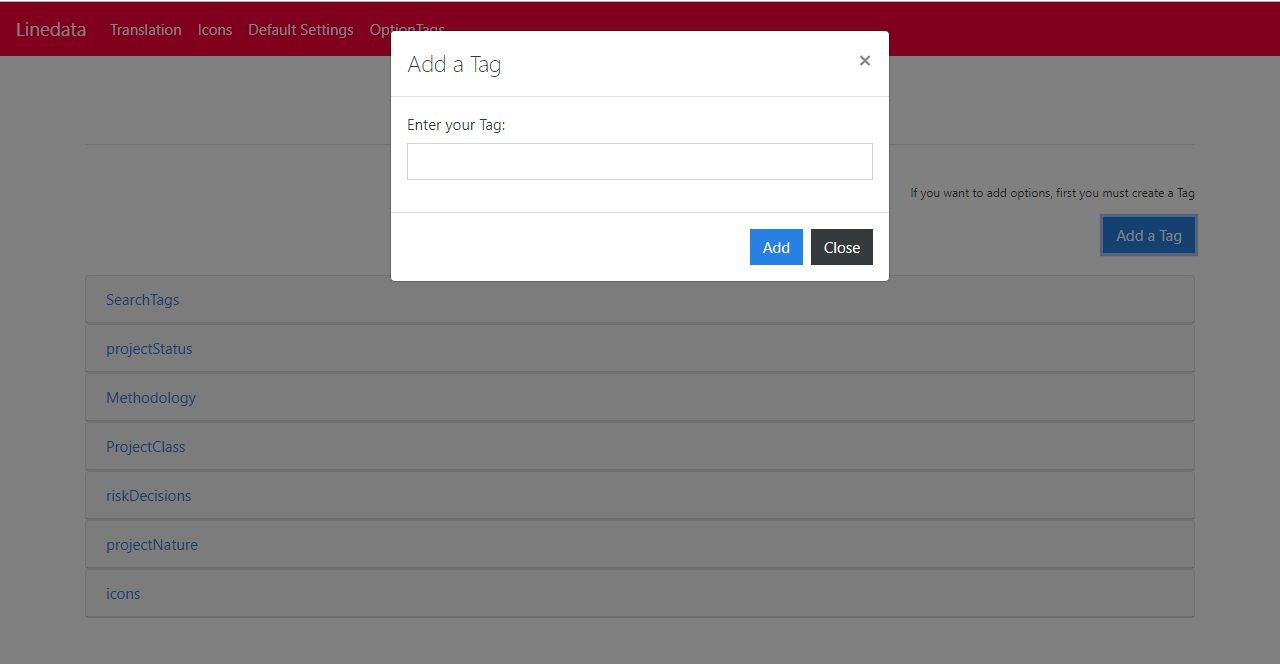 Linedata Translation Icons Default Settings OptionTags
Add a Tag ×
Enter your Tag:
If you want to add options, first you must create a Tag
Add a Tag
Add Close
SearchTags
projectStatus
Methodology
ProjectClass
riskDecisions
projectNature
icons